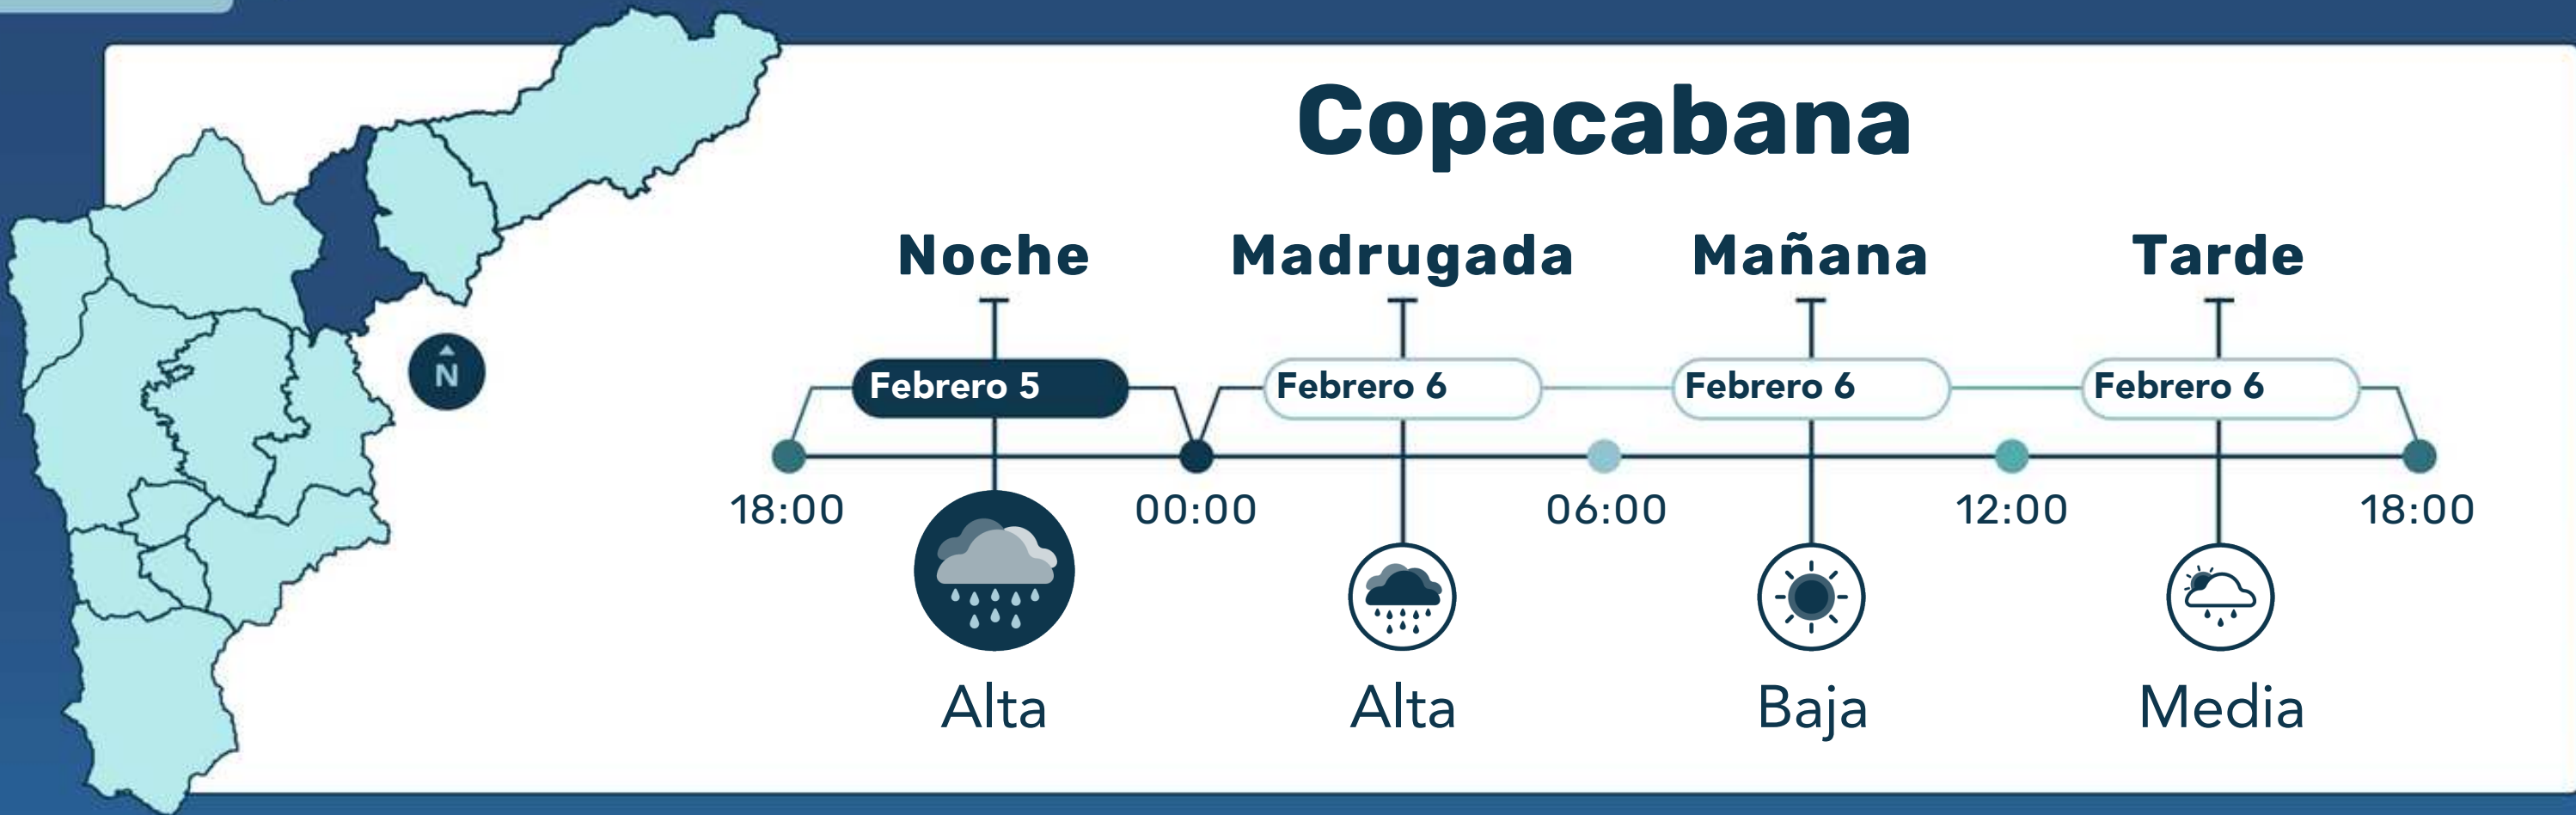 Copacabana
Noche Madrugada Mañana Tarde
Febrero 5 Febrero 6 Febrero 6 Febrero 6
N
18:00 00:00 06:00 12:00 18:00
Alta Alta Baja Media